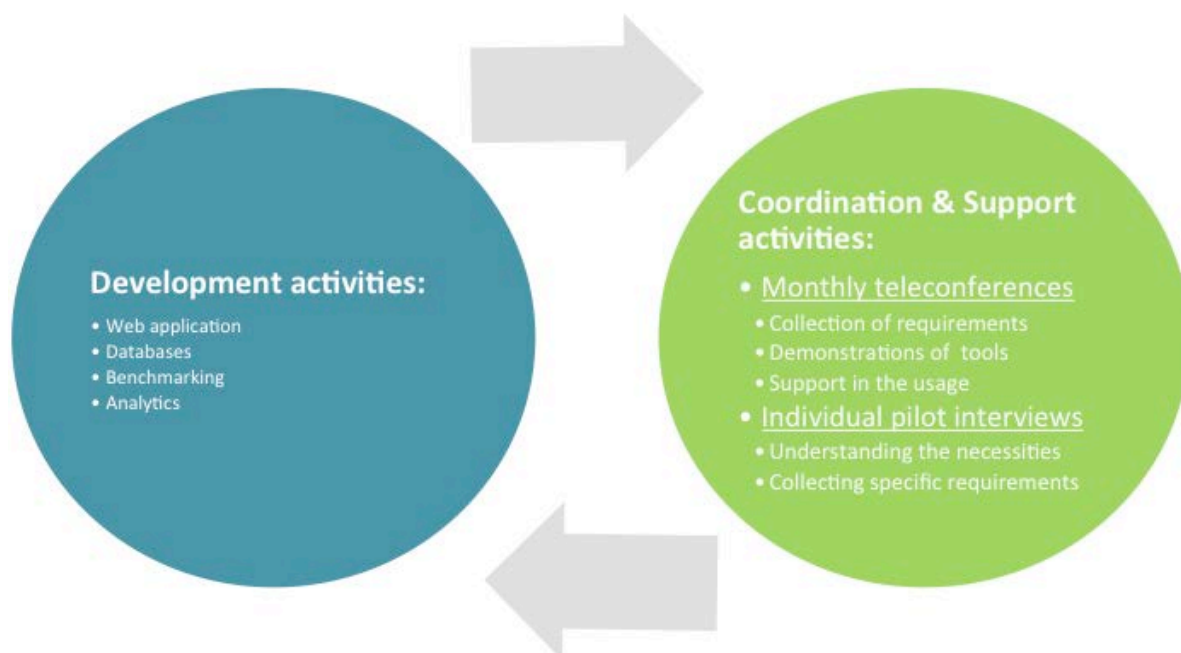 Development activities:
• Web application
• Databases
• Benchmarking
• Analytics
Coordination & Support
activities:
• Monthly teleconferences
• Collection of requirements
• Demonstrations of tools
• Support in the usage
• Individual pilot interviews
• Understanding the necessities
• Collecting specific requirements